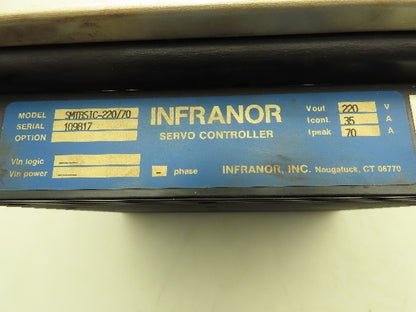 MODEL SMTBSIC-220/70
SERIAL 109817
OPTION
INFRANOR
SERVO CONTROLLER
Vout 220 V
Icont. 35 A
Ipeak 70 A
Vin logic
Vin power
- phase
INFRANOR, INC. Naugatuck, CT 06770